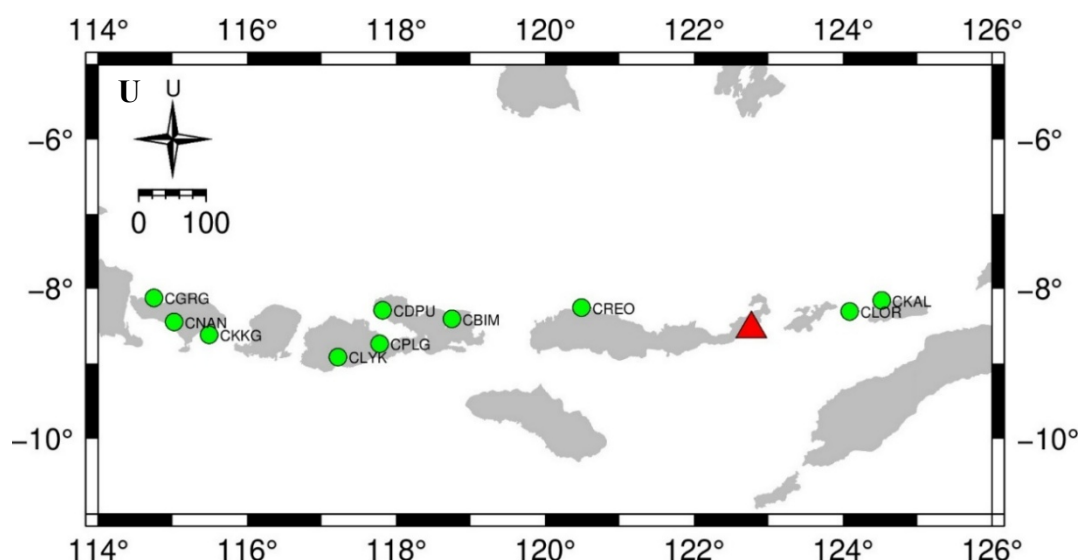 114° 116° 118° 120° 122° 124° 126°
U U
−6° −6°
0 100
−8° −8°
CGRG CDPU CREO CKAL
CNAN CBIM CLOR
CKKG
CPLG
CLYK
−10° −10°
114° 116° 118° 120° 122° 124° 126°